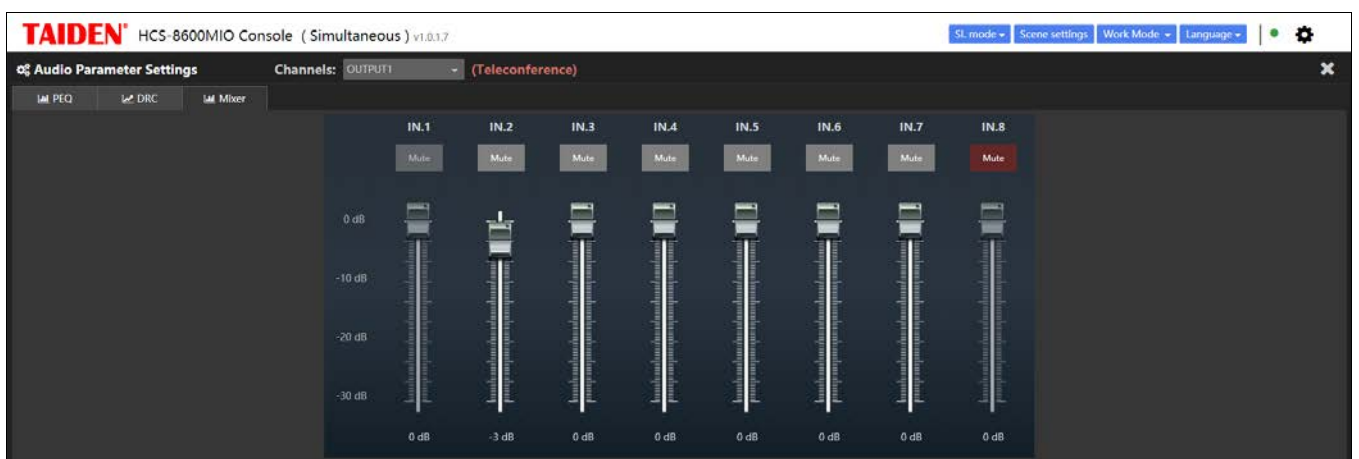 TAIDEN® HCS-8600MIO Console ( Simultaneous ) v1.0.1.7 SI. mode Scene settings Work Mode Language
Audio Parameter Settings Channels: OUTPUT1 (Teleconference)
PEQ DRC Mixer
IN.1 IN.2 IN.3 IN.4 IN.5 IN.6 IN.7 IN.8
Mute Mute Mute Mute Mute Mute Mute Mute
0 dB
-10 dB
-20 dB
-30 dB
0 dB -3 dB 0 dB 0 dB 0 dB 0 dB 0 dB 0 dB